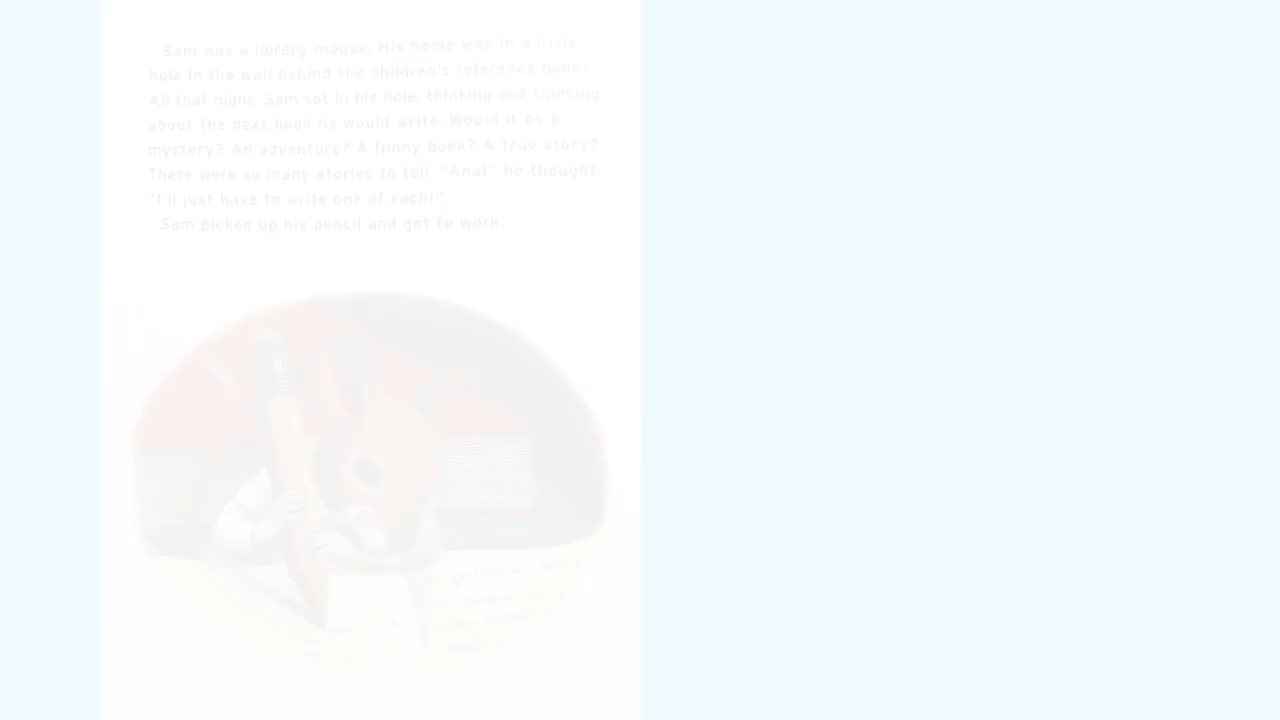 Sam was a library mouse. His home was in a little
hole in the wall behind the children's reference books.
All that night, Sam sat in his hole, thinking and thinking
about the next book he would write. Would it be a
mystery? An adventure? A funny book? A true story?
There were so many stories to tell. "Aha!" he thought.
"I'll just have to write one of each!"
Sam picked up his pencil and got to work.